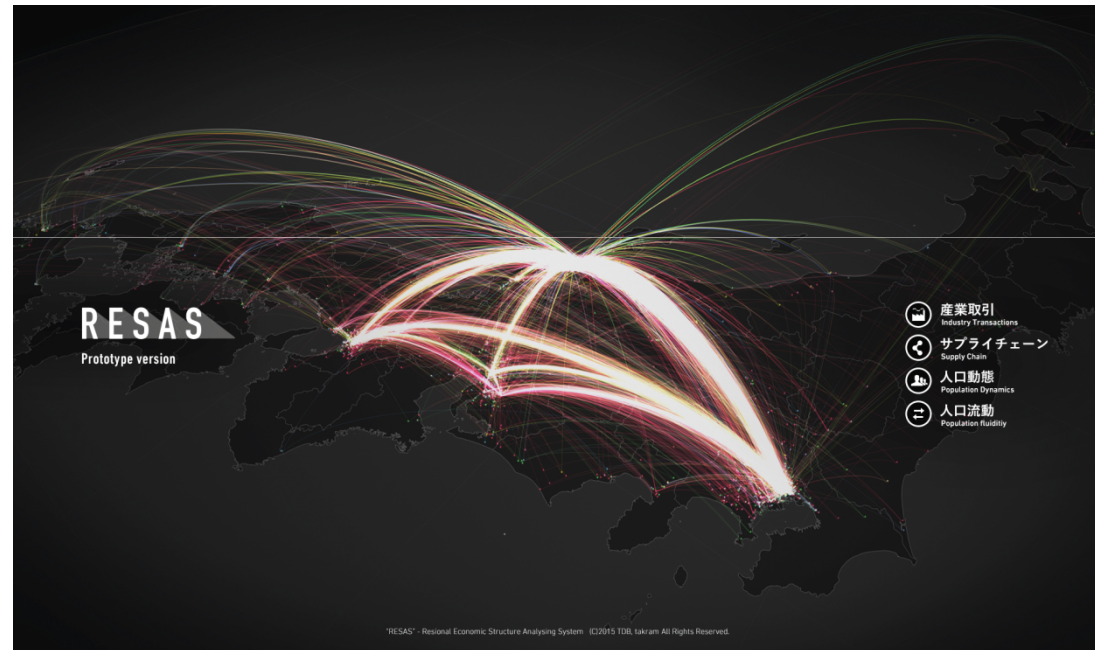 RESAS
Prototype version
産業取引
Industry Transactions
サプライチェーン
Supply Chain
人口動態
Population Dynamics
人口流動
Population fluiditiy
"RESAS" - Resional Economic Structure Analysing System (C)2015 TDB, takram All Rights Reserved.